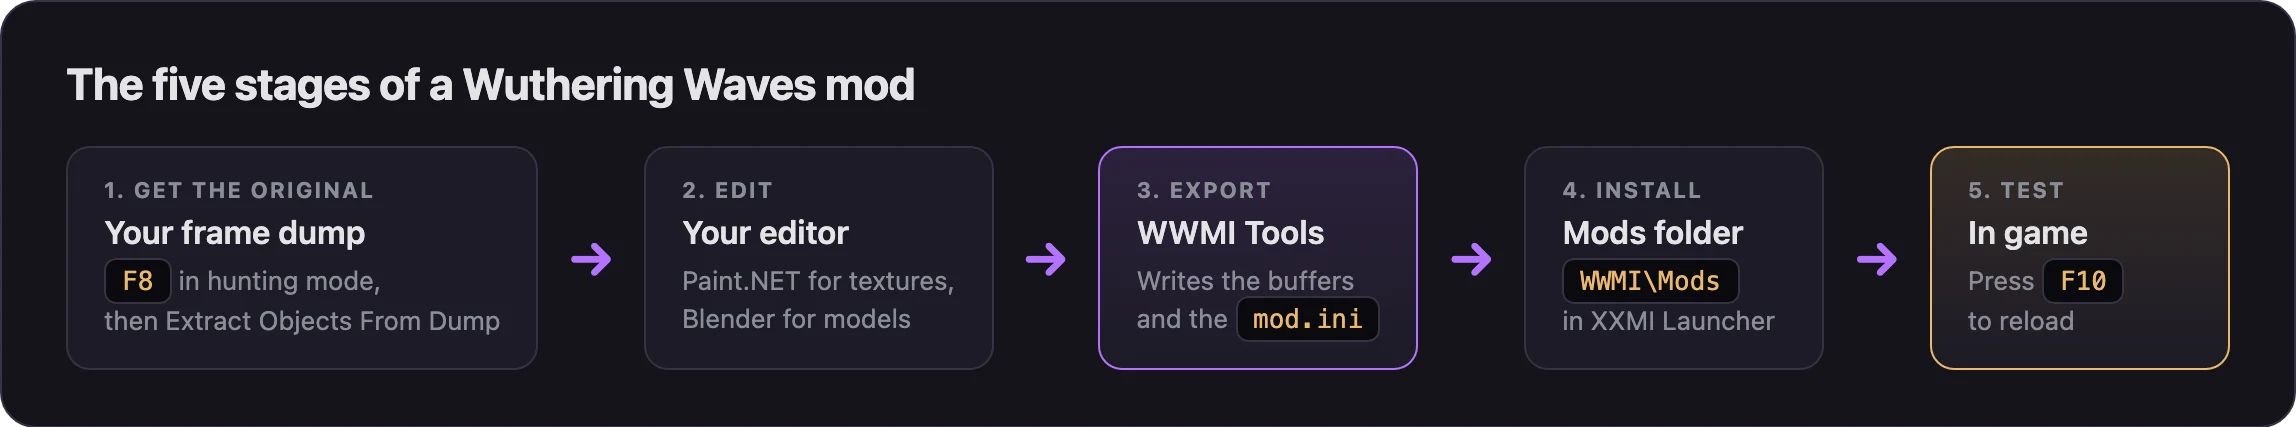 The five stages of a Wuthering Waves mod
1. GET THE ORIGINAL
Your frame dump
F8 in hunting mode,
then Extract Objects From Dump
2. EDIT
Your editor
Paint.NET for textures,
Blender for models
3. EXPORT
WWMI Tools
Writes the buffers
and the mod.ini
4. INSTALL
Mods folder
WWMI\Mods
in XXMI Launcher
5. TEST
In game
Press F10
to reload